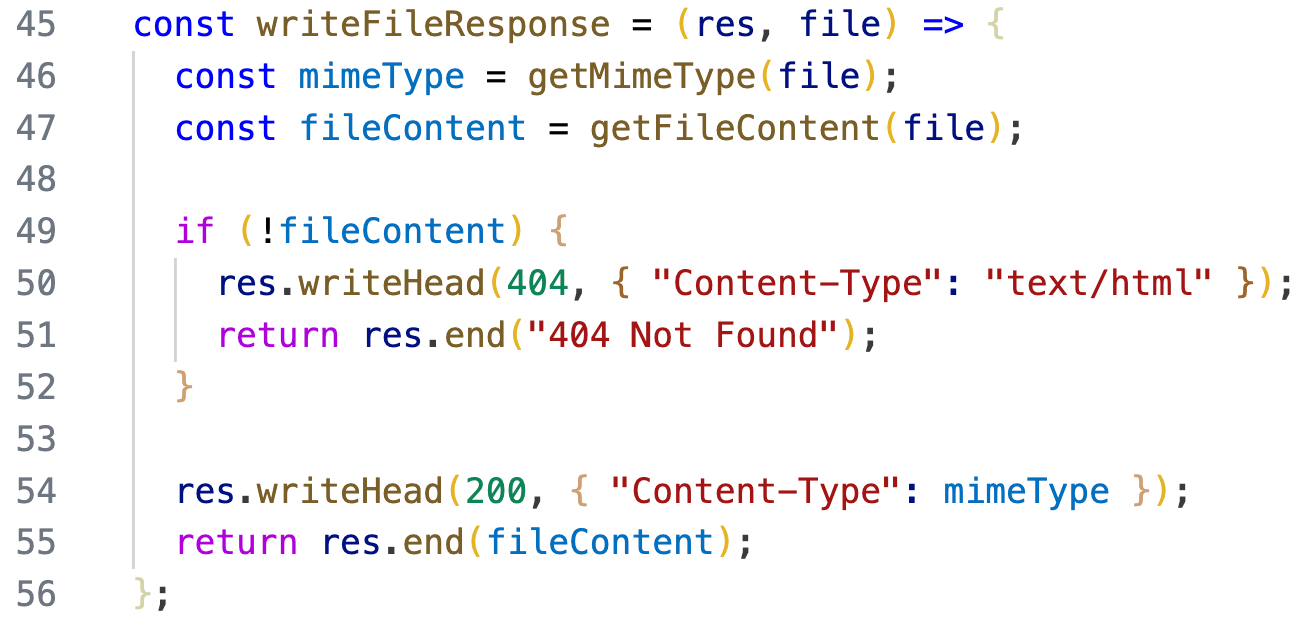 45 const writeFileResponse = (res, file) => {
46   const mimeType = getMimeType(file);
47   const fileContent = getFileContent(file);
48
49   if (!fileContent) {
50     res.writeHead(404, { "Content-Type": "text/html" });
51     return res.end("404 Not Found");
52   }
53
54   res.writeHead(200, { "Content-Type": mimeType });
55   return res.end(fileContent);
56 };